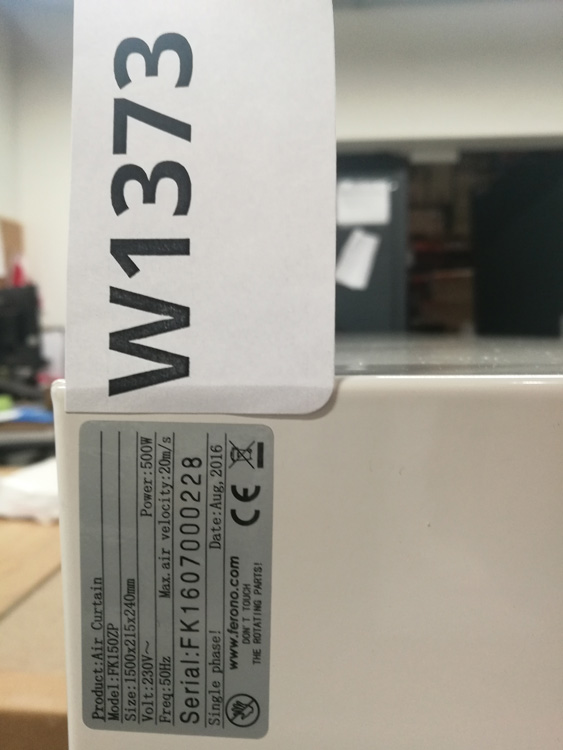 W1373
Product:Air Curtain
Model:FK150ZP
Size:1500x215x240mm
Volt:230V~ Power:500W
Freq:50Hz Max.air velocity:20m/s
Serial:FK1607000228
Single phase! Date:Aug,2016
www.ferono.com
DON'T TOUCH
THE ROTATING PARTS!
CE